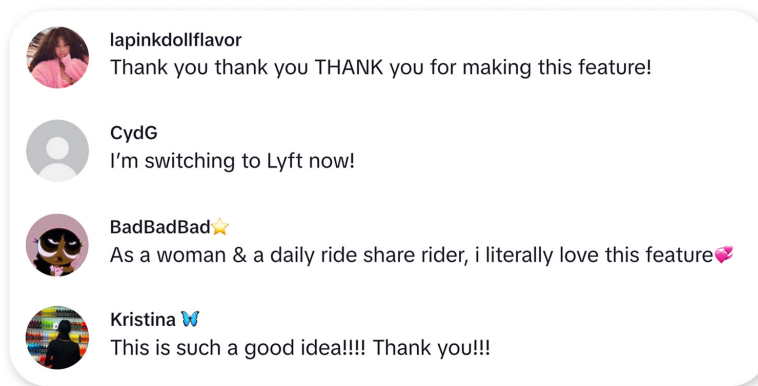 lapinkdollflavor
Thank you thank you THANK you for making this feature!
CydG
I'm switching to Lyft now!
BadBadBad⭐
As a woman & a daily ride share rider, i literally love this feature💞
Kristina 🦋
This is such a good idea!!!! Thank you!!!